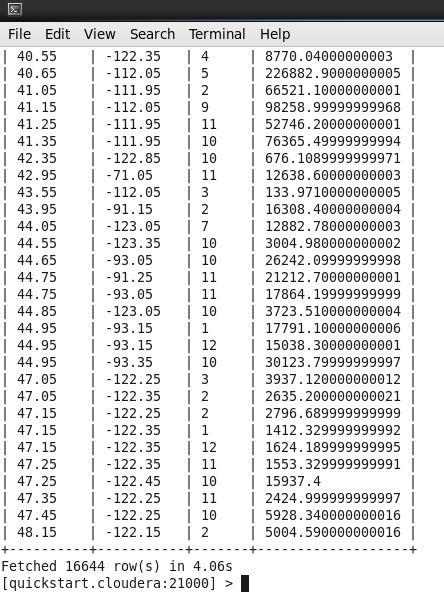 File Edit View Search Terminal Help
| 40.55 | -122.35 | 4 | 8770.04000000003 |
| 40.65 | -112.05 | 5 | 226882.9000000005 |
| 41.05 | -111.95 | 2 | 66521.10000000001 |
| 41.15 | -112.05 | 9 | 98258.99999999968 |
| 41.25 | -111.95 | 11 | 52746.20000000001 |
| 41.35 | -111.95 | 10 | 76365.49999999994 |
| 42.35 | -122.85 | 10 | 676.1089999999971 |
| 42.95 | -71.05 | 11 | 12638.60000000003 |
| 43.55 | -112.05 | 3 | 133.9710000000005 |
| 43.95 | -91.15 | 2 | 16308.40000000004 |
| 44.05 | -123.05 | 7 | 12882.78000000003 |
| 44.55 | -123.35 | 10 | 3004.980000000002 |
| 44.65 | -93.05 | 10 | 26242.09999999998 |
| 44.75 | -91.25 | 11 | 21212.70000000001 |
| 44.75 | -93.05 | 11 | 17864.19999999999 |
| 44.85 | -123.05 | 10 | 3723.510000000004 |
| 44.95 | -93.15 | 1 | 17791.10000000006 |
| 44.95 | -93.15 | 12 | 15038.30000000001 |
| 44.95 | -93.35 | 10 | 30123.79999999997 |
| 47.05 | -122.25 | 3 | 3937.120000000012 |
| 47.05 | -122.35 | 2 | 2635.200000000021 |
| 47.15 | -122.25 | 2 | 2796.689999999999 |
| 47.15 | -122.35 | 1 | 1412.329999999992 |
| 47.15 | -122.35 | 12 | 1624.189999999995 |
| 47.25 | -122.35 | 11 | 1553.329999999991 |
| 47.25 | -122.45 | 10 | 15937.4 |
| 47.35 | -122.25 | 11 | 2424.999999999997 |
| 47.45 | -122.25 | 10 | 5928.340000000016 |
| 48.15 | -122.15 | 2 | 5004.590000000016 |
+----------+-----------+-------+-------------------+
Fetched 16644 row(s) in 4.06s
[quickstart.cloudera:21000] >